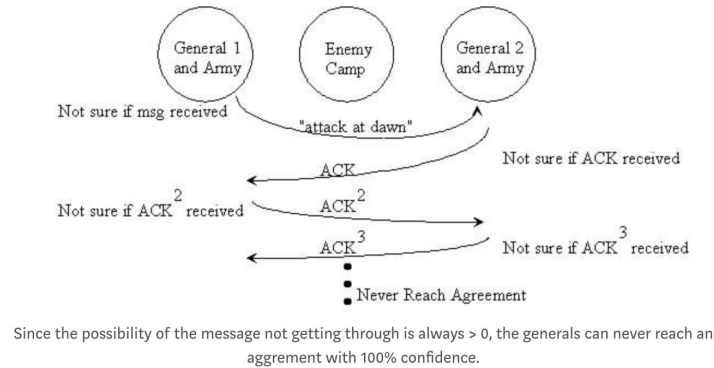 General 1
and Army
Enemy
Camp
General 2
and Army
Not sure if msg received
"attack at dawn"
Not sure if ACK received
ACK
Not sure if ACK² received
ACK²
ACK³
Not sure if ACK³ received
Never Reach Agreement
Since the possibility of the message not getting through is always > 0, the generals can never reach an
aggrement with 100% confidence.